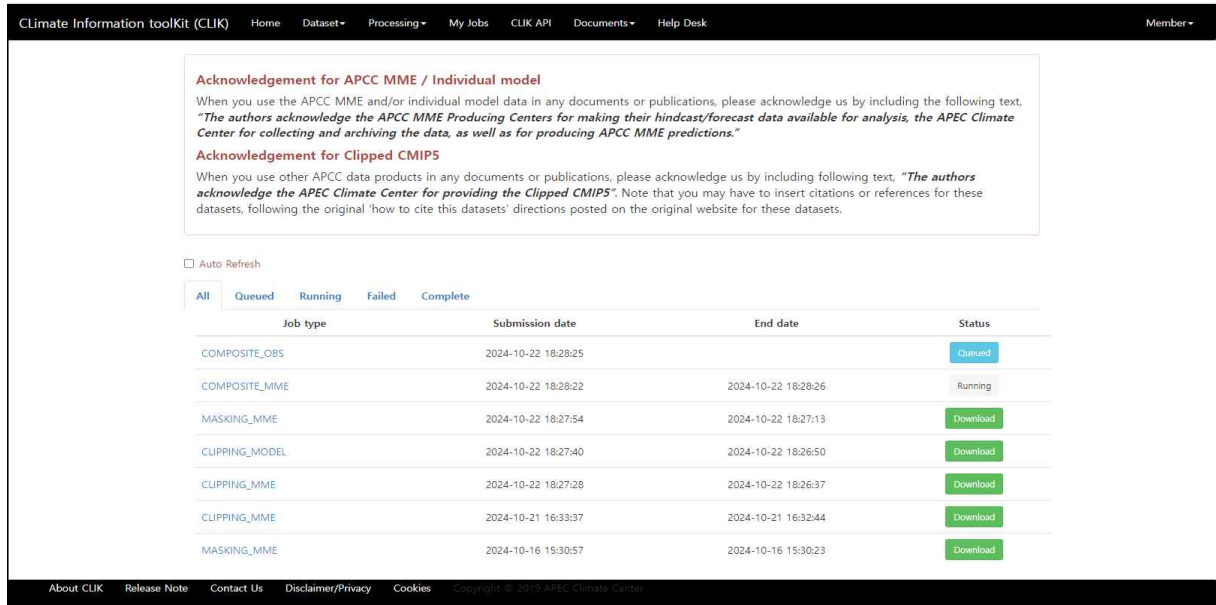 CLimate Information toolKit (CLIK) Home Dataset Processing My Jobs CLIK API Documents Help Desk Member
Acknowledgement for APCC MME / Individual model
When you use the APCC MME and/or individual model data in any documents or publications, please acknowledge us by including the following text,
"The authors acknowledge the APCC MME Producing Centers for making their hindcast/forecast data available for analysis, the APEC Climate
Center for collecting and archiving the data, as well as for producing APCC MME predictions."
Acknowledgement for Clipped CMIP5
When you use other APCC data products in any documents or publications, please acknowledge us by including following text, "The authors
acknowledge the APEC Climate Center for providing the Clipped CMIP5". Note that you may have to insert citations or references for these
datasets, following the original 'how to cite this datasets' directions posted on the original website for these datasets.
Auto Refresh
All Queued Running Failed Complete
Job type Submission date End date Status
COMPOSITE_OBS 2024-10-22 18:28:25 Queued
COMPOSITE_MME 2024-10-22 18:28:22 2024-10-22 18:28:26 Running
MASKING_MME 2024-10-22 18:27:54 2024-10-22 18:27:13 Download
CLIPPING_MODEL 2024-10-22 18:27:40 2024-10-22 18:26:50 Download
CLIPPING_MME 2024-10-22 18:27:28 2024-10-22 18:26:37 Download
CLIPPING_MME 2024-10-21 16:33:37 2024-10-21 16:32:44 Download
MASKING_MME 2024-10-16 15:30:57 2024-10-16 15:30:23 Download
About CLIK Release Note Contact Us Disclaimer/Privacy Cookies Copyright © 2019 APEC Climate Center